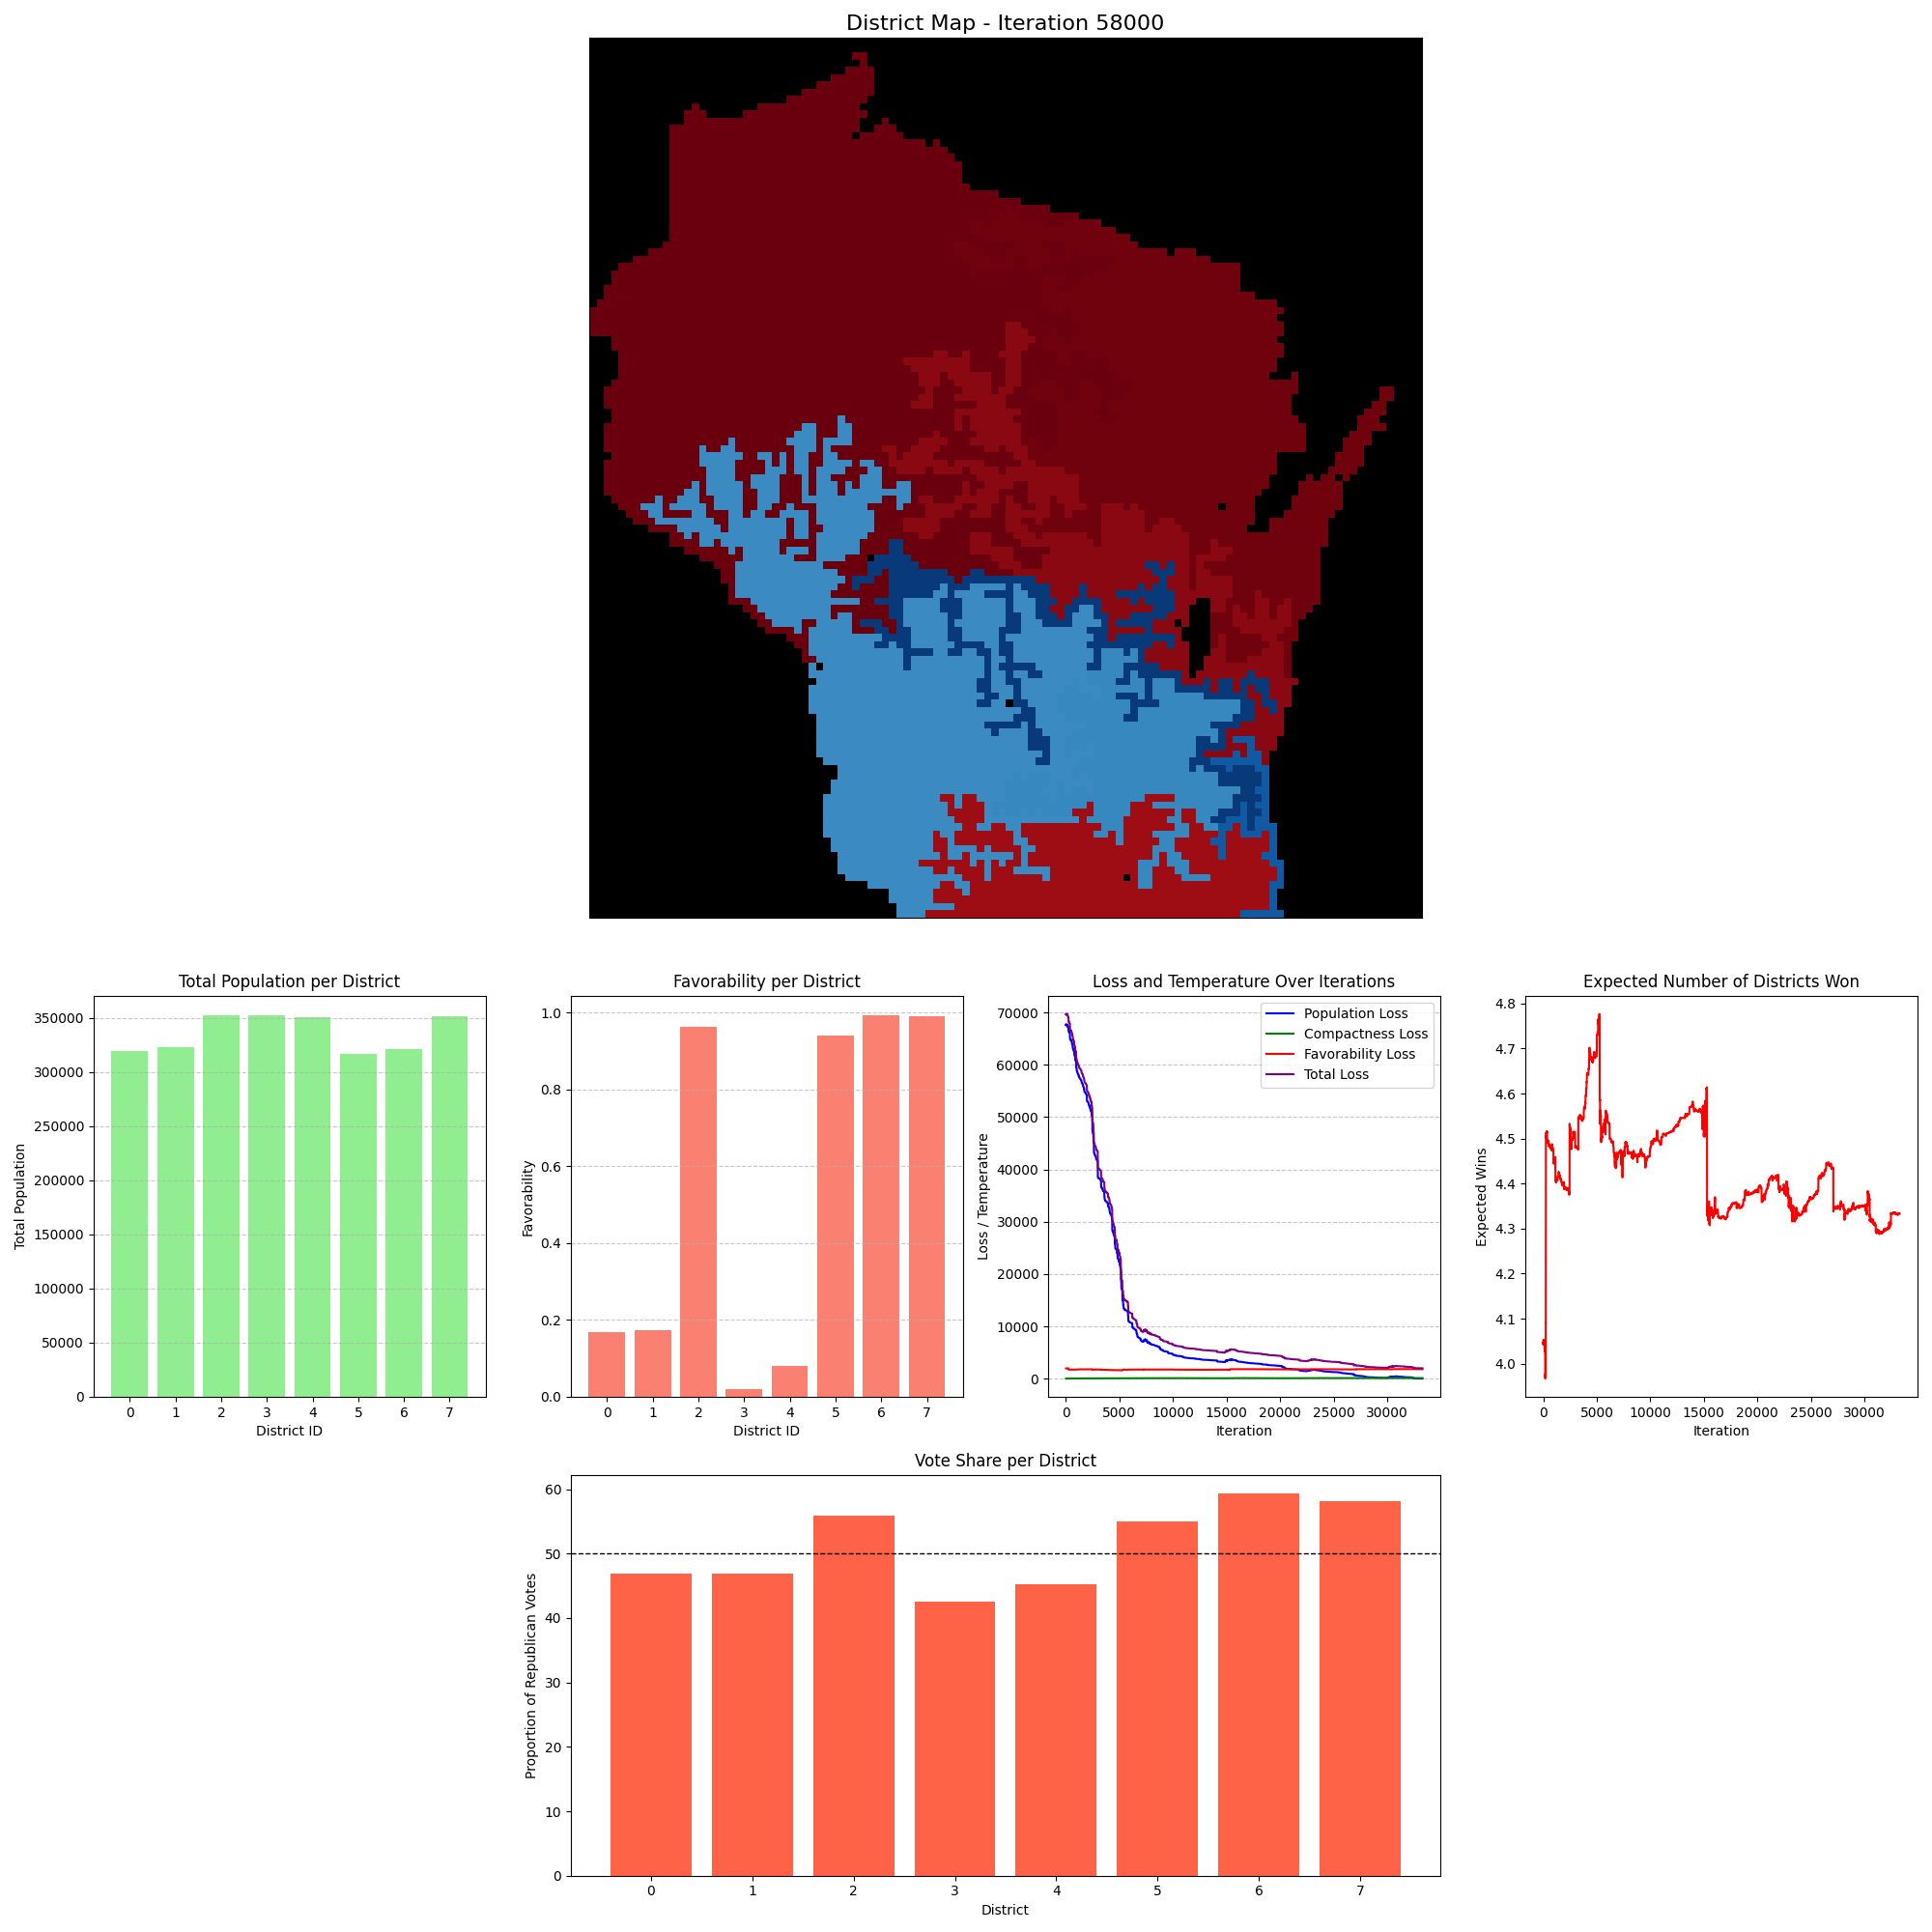 District Map - Iteration 58000
Total Population per District
Total Population
350000
300000
250000
200000
150000
100000
50000
0
0 1 2 3 4 5 6 7
District ID
Favorability per District
Favorability
1.0
0.8
0.6
0.4
0.2
0.0
0 1 2 3 4 5 6 7
District ID
Loss and Temperature Over Iterations
Loss / Temperature
70000
60000
50000
40000
30000
20000
10000
0
Population Loss
Compactness Loss
Favorability Loss
Total Loss
0 5000 10000 15000 20000 25000 30000
Iteration
Expected Number of Districts Won
Expected Wins
4.8
4.7
4.6
4.5
4.4
4.3
4.2
4.1
4.0
0 5000 10000 15000 20000 25000 30000
Iteration
Vote Share per District
Proportion of Republican Votes
60
50
40
30
20
10
0
0 1 2 3 4 5 6 7
District